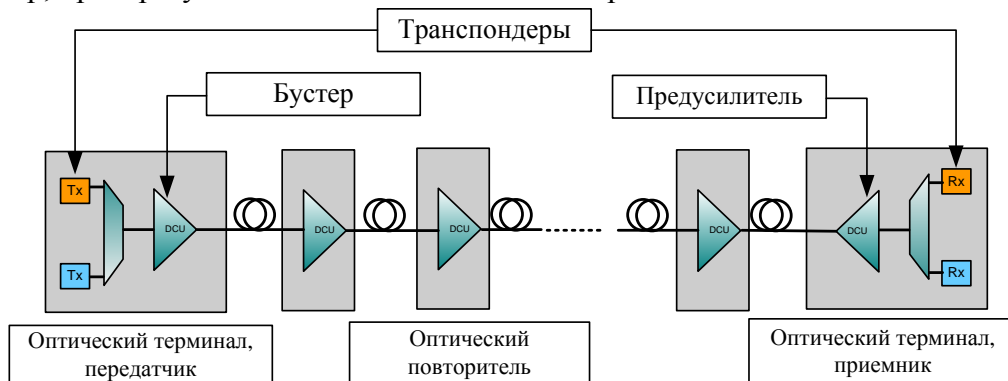 Транспондеры
Бустер
Предусилитель
Tx
Rx
DCU
DCU
DCU
DCU
DCU
Tx
Rx
Оптический терминал,
передатчик
Оптический
повторитель
Оптический терминал,
приемник